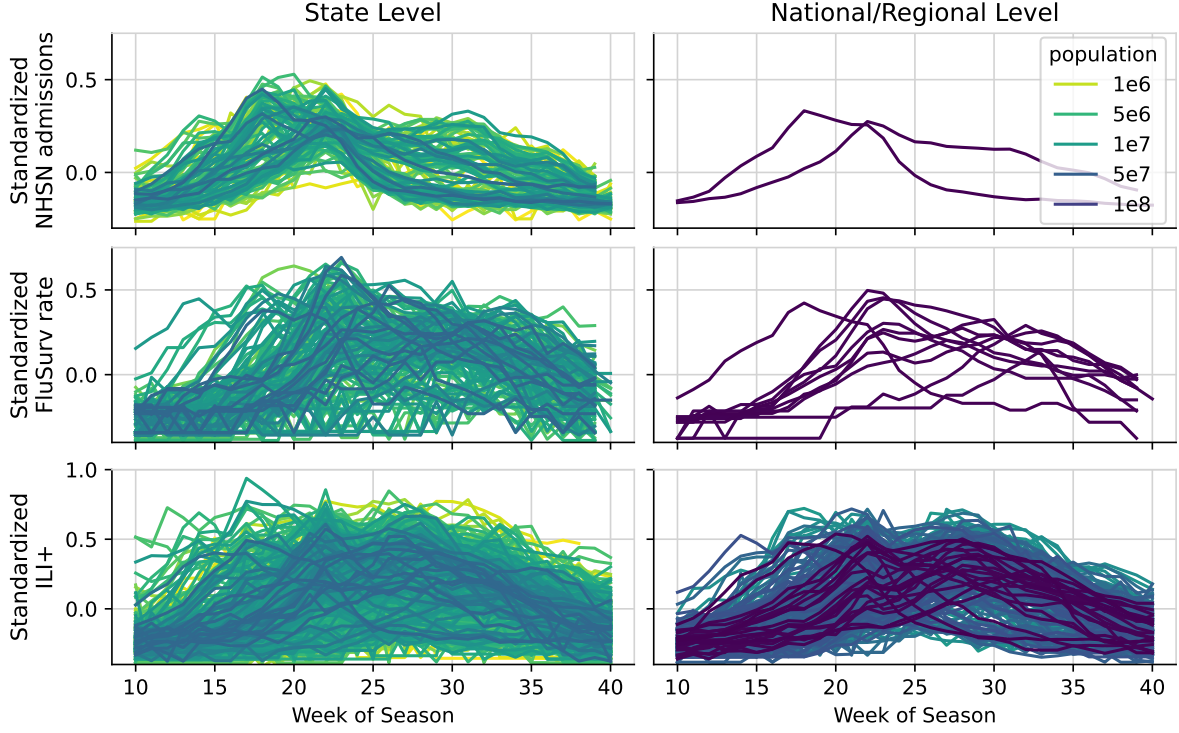 State Level
National/Regional Level
Standardized
NHSN admissions
0.5
0.0
population
1e6
5e6
1e7
5e7
1e8
Standardized
FluSurv rate
0.5
0.0
Standardized
ILI+
1.0
0.5
0.0
10 15 20 25 30 35 40
10 15 20 25 30 35 40
Week of Season
Week of Season